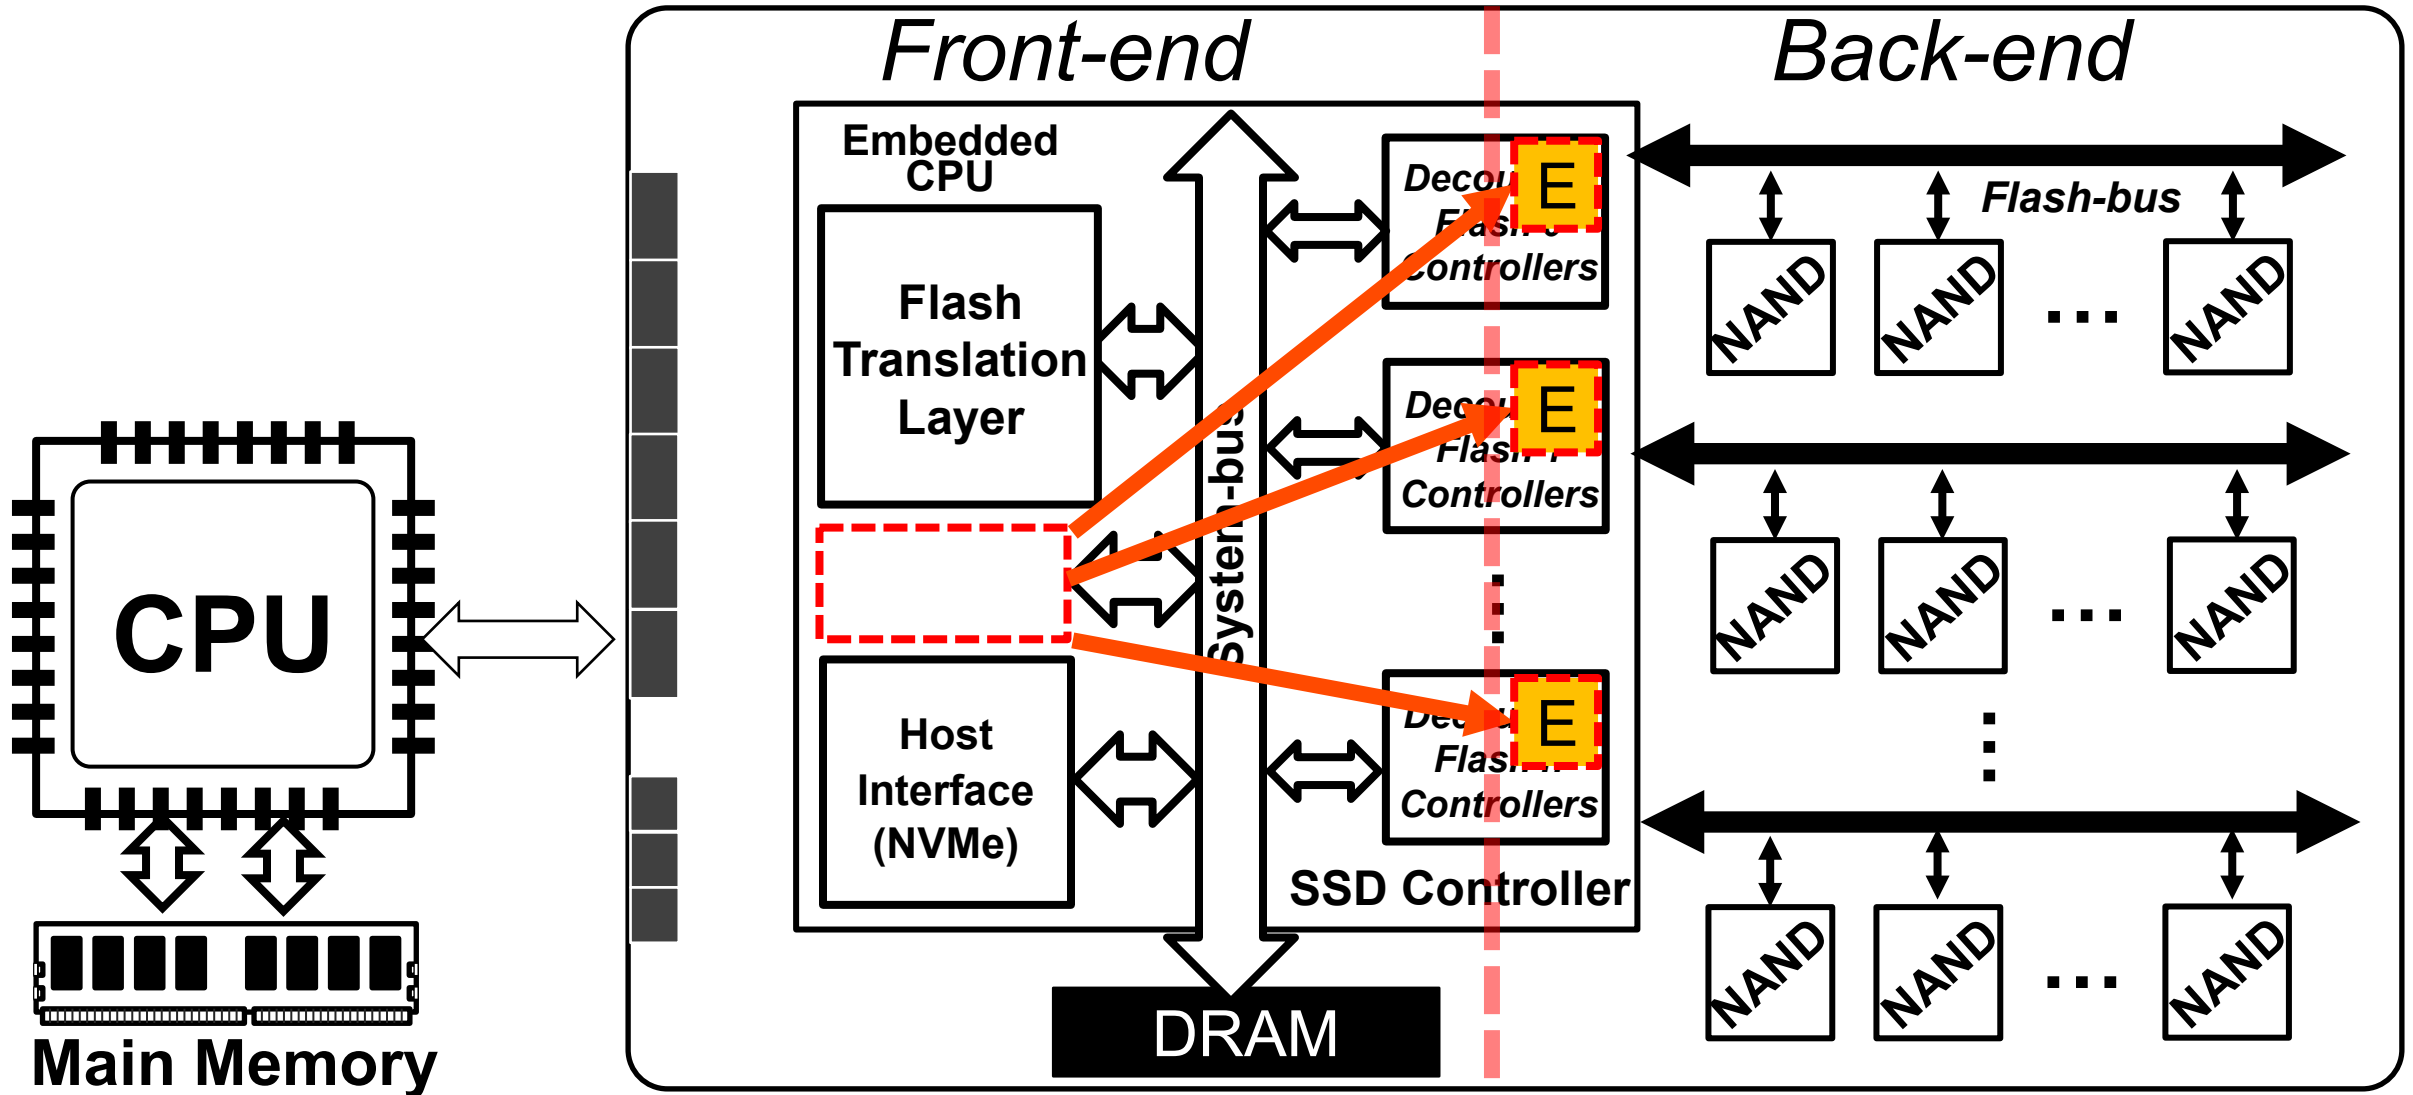 Front-end
Back-end
Embedded
CPU
Flash
Translation
Layer
Host
Interface
(NVMe)
System-bus
E
Controllers
E
Controllers
E
Controllers
SSD Controller
DRAM
Flash-bus
NAND
NAND
...
NAND
NAND
NAND
...
NAND
NAND
NAND
...
NAND
CPU
Main Memory